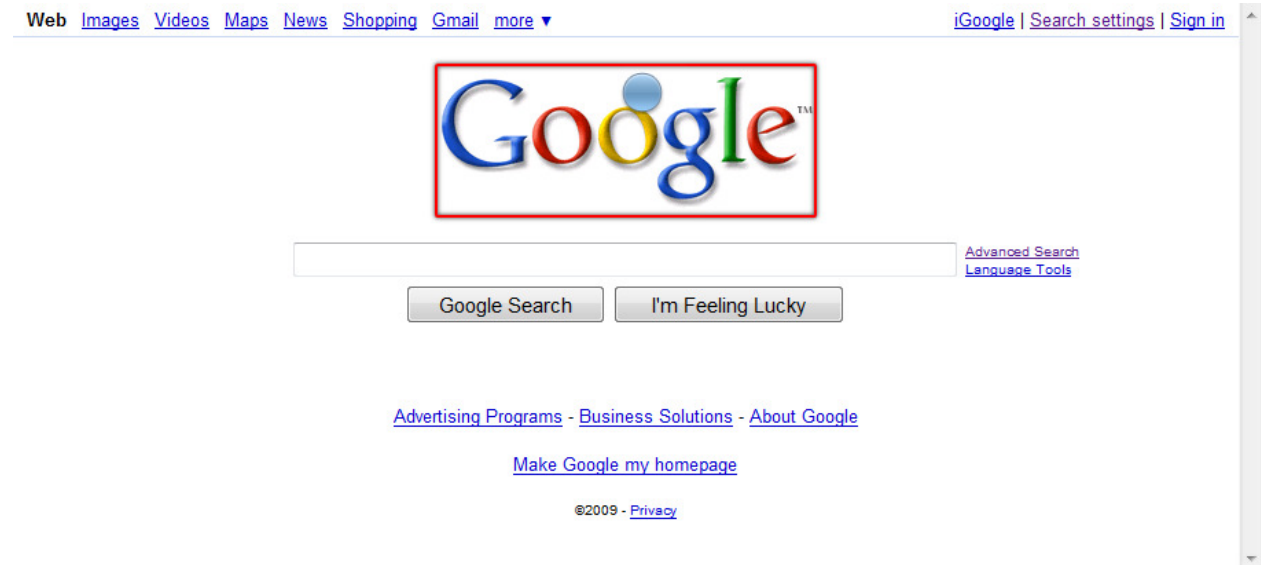 Web Images Videos Maps News Shopping Gmail more ▼ iGoogle | Search settings | Sign in
Google™
Advanced Search
Language Tools
Google Search I'm Feeling Lucky
Advertising Programs - Business Solutions - About Google
Make Google my homepage
©2009 - Privacy